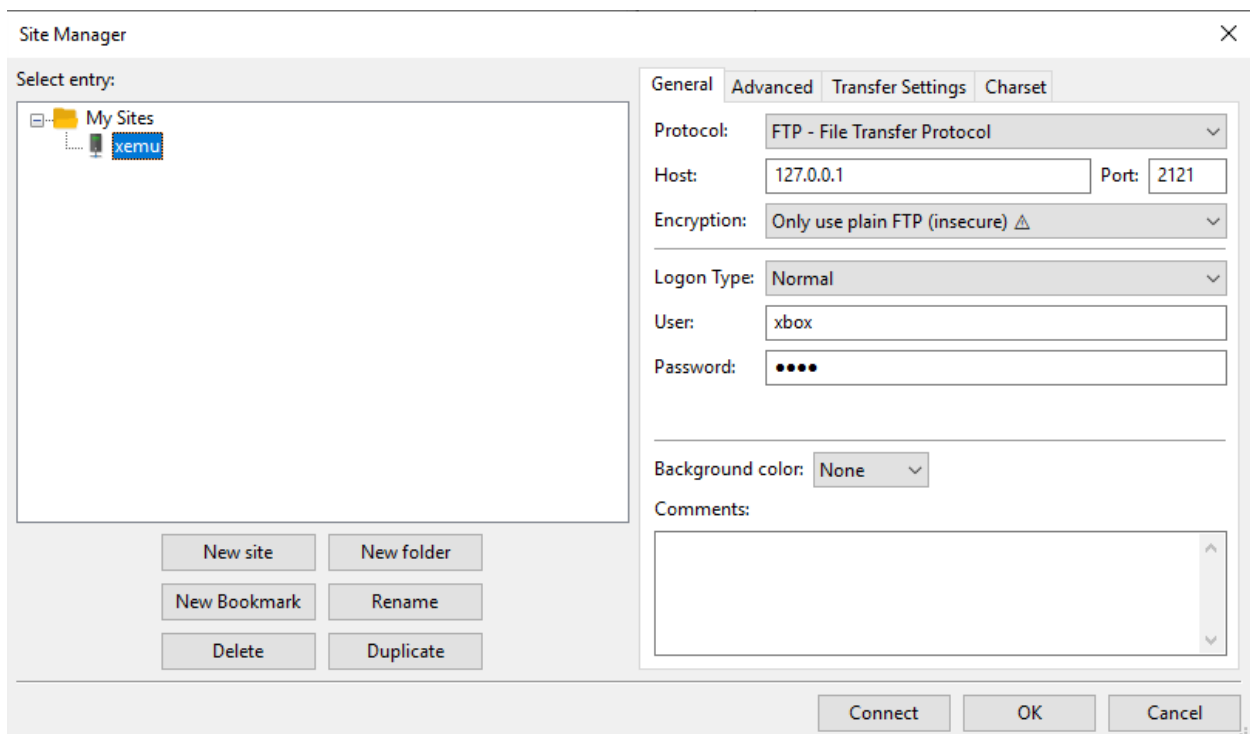 Site Manager
Select entry:
My Sites
xemu
New site New folder
New Bookmark Rename
Delete Duplicate
General Advanced Transfer Settings Charset
Protocol: FTP - File Transfer Protocol
Host: 127.0.0.1 Port: 2121
Encryption: Only use plain FTP (insecure) ⚠
Logon Type: Normal
User: xbox
Password: ●●●●
Background color: None
Comments:
Connect OK Cancel